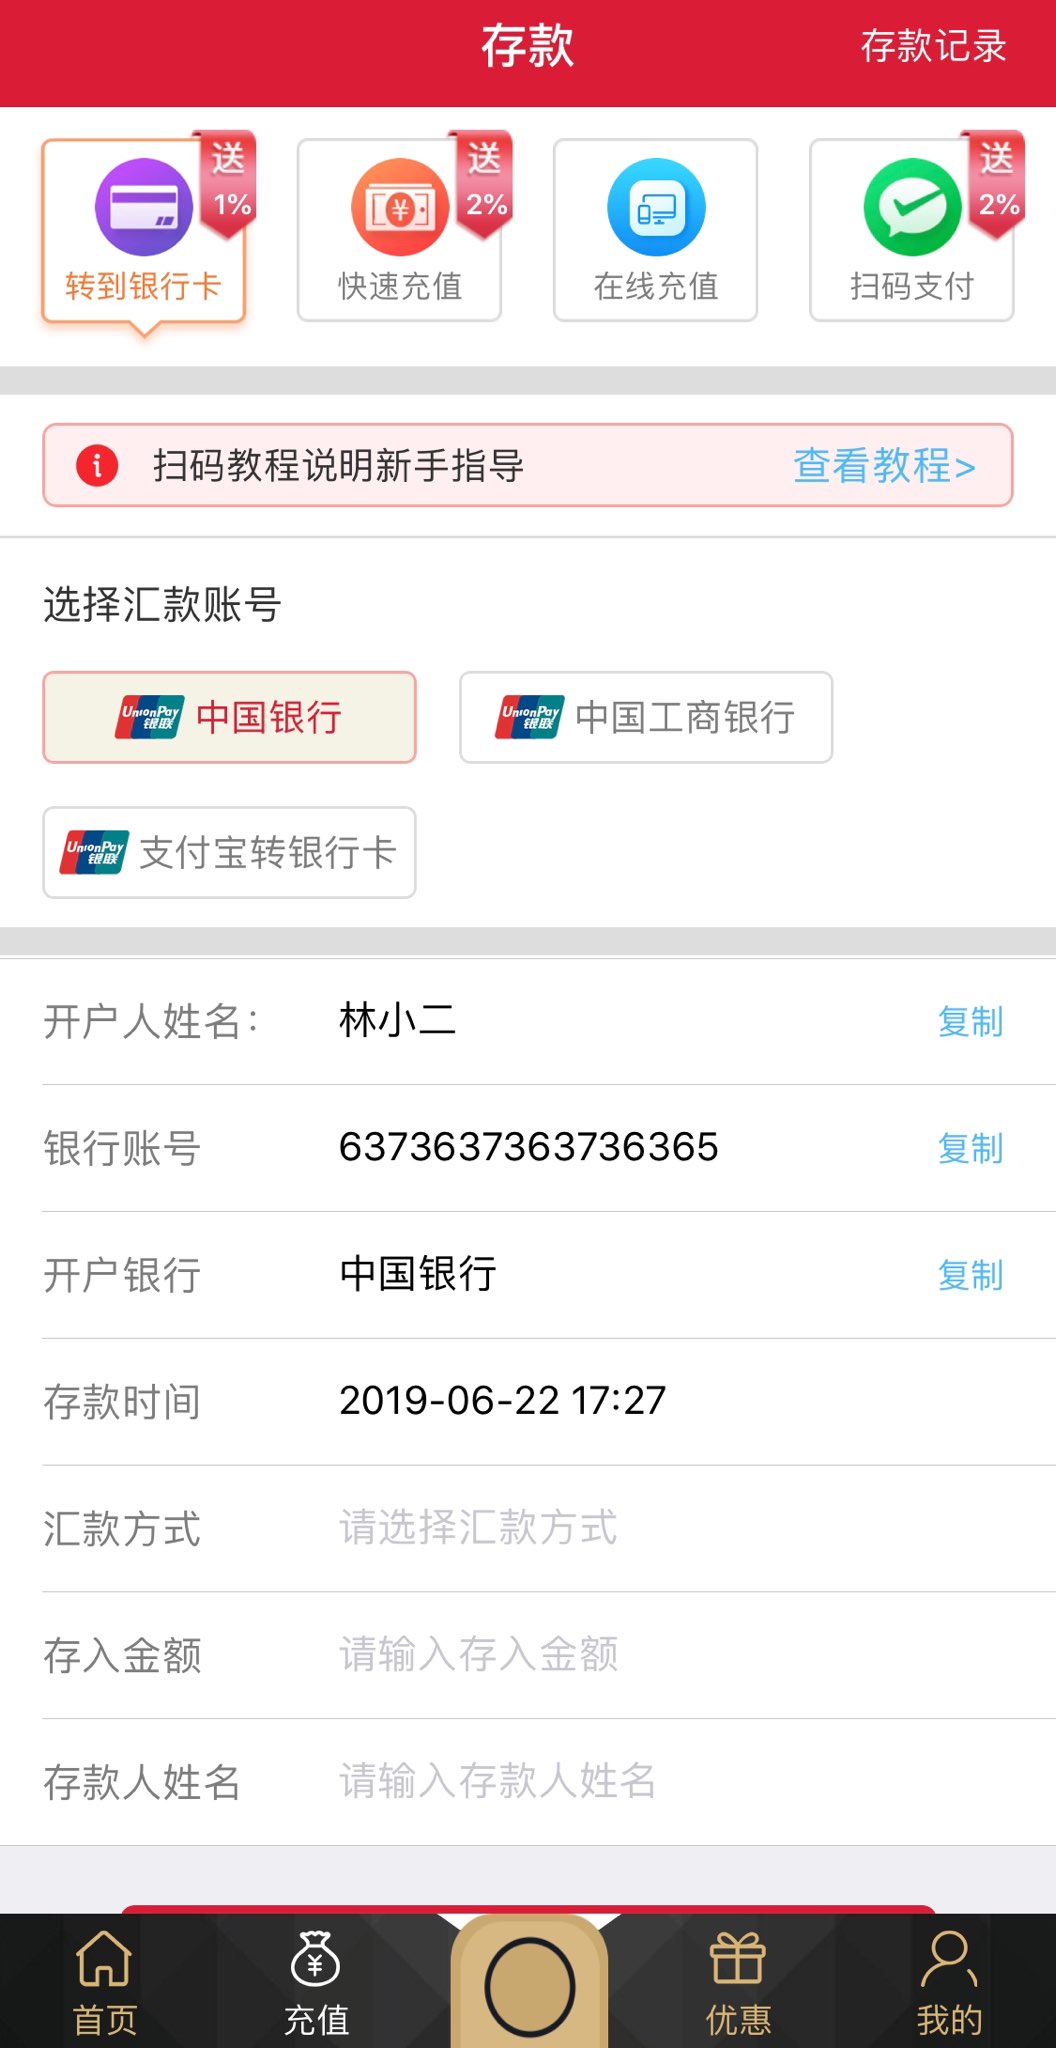 存款
存款记录
送 1%
送 2%
送 2%
转到银行卡
快速充值
在线充值
扫码支付
扫码教程说明新手指导
查看教程>
选择汇款账号
UnionPay 银联 中国银行
UnionPay 银联 中国工商银行
UnionPay 银联 支付宝转银行卡
开户人姓名: 林小二 复制
银行账号 6373637363736365 复制
开户银行 中国银行 复制
存款时间 2019-06-22 17:27
汇款方式 请选择汇款方式
存入金额 请输入存入金额
存款人姓名 请输入存款人姓名
首页
充值
优惠
我的